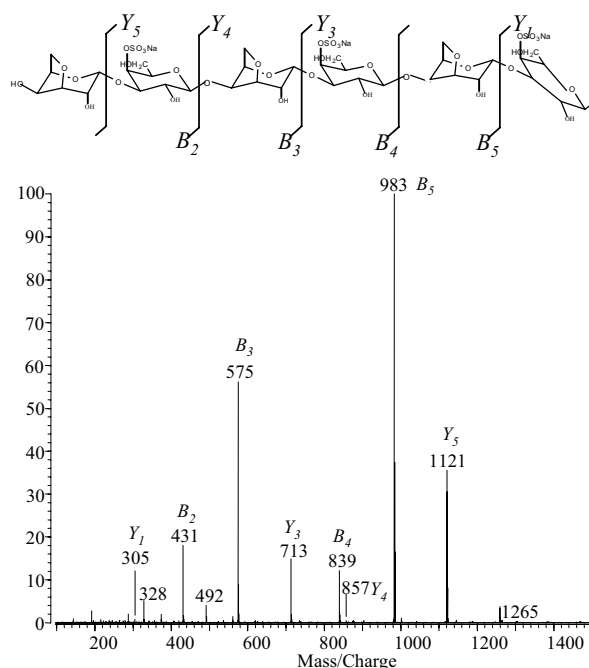 Y5 Y4 Y3 Y1
OSO3Na OSO3Na OSO3Na
HOH2C HOH2C HOH2C
O O O O O O O O O O O
HO OH OH OH OH OH OH
B2 B3 B4 B5
100
90
80
70
60
50
40
30
20
10
0
983 B5
B3
575
Y5
1121
B2
431
Y1
305
328
492
Y3
713
B4
839
857Y4
1265
200 400 600 800 1000 1200 1400
Mass/Charge